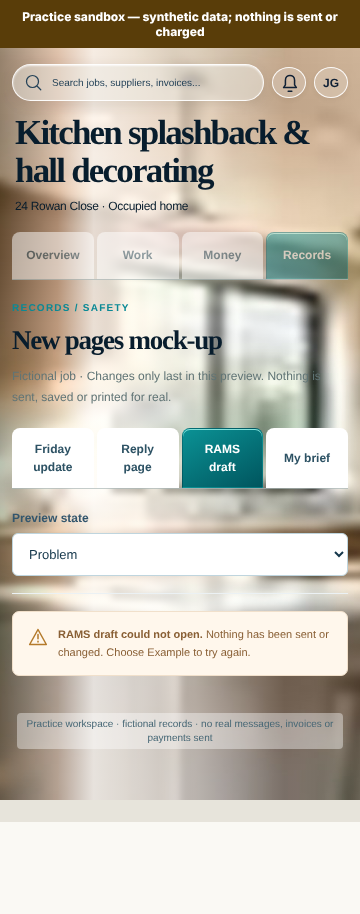 Practice sandbox — synthetic data; nothing is sent or
charged
Search jobs, suppliers, invoices...
JG
Kitchen splashback &
hall decorating
24 Rowan Close · Occupied home
Overview
Work
Money
Records
RECORDS / SAFETY
New pages mock-up
Fictional job · Changes only last in this preview. Nothing is
sent, saved or printed for real.
Friday
update
Reply
page
RAMS
draft
My brief
Preview state
Problem
RAMS draft could not open. Nothing has been sent or
changed. Choose Example to try again.
Practice workspace · fictional records · no real messages, invoices or
payments sent